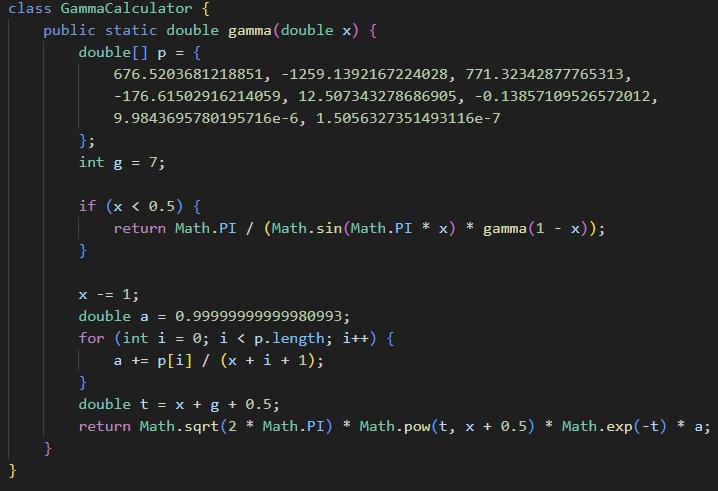 class GammaCalculator {
    public static double gamma(double x) {
        double[] p = {
            676.5203681218851, -1259.1392167224028, 771.32342877765313,
            -176.61502916214059, 12.507343278686905, -0.13857109526572012,
            9.9843695780195716e-6, 1.5056327351493116e-7
        };
        int g = 7;

        if (x < 0.5) {
            return Math.PI / (Math.sin(Math.PI * x) * gamma(1 - x));
        }

        x -= 1;
        double a = 0.99999999999980993;
        for (int i = 0; i < p.length; i++) {
            a += p[i] / (x + i + 1);
        }
        double t = x + g + 0.5;
        return Math.sqrt(2 * Math.PI) * Math.pow(t, x + 0.5) * Math.exp(-t) * a;
    }
}